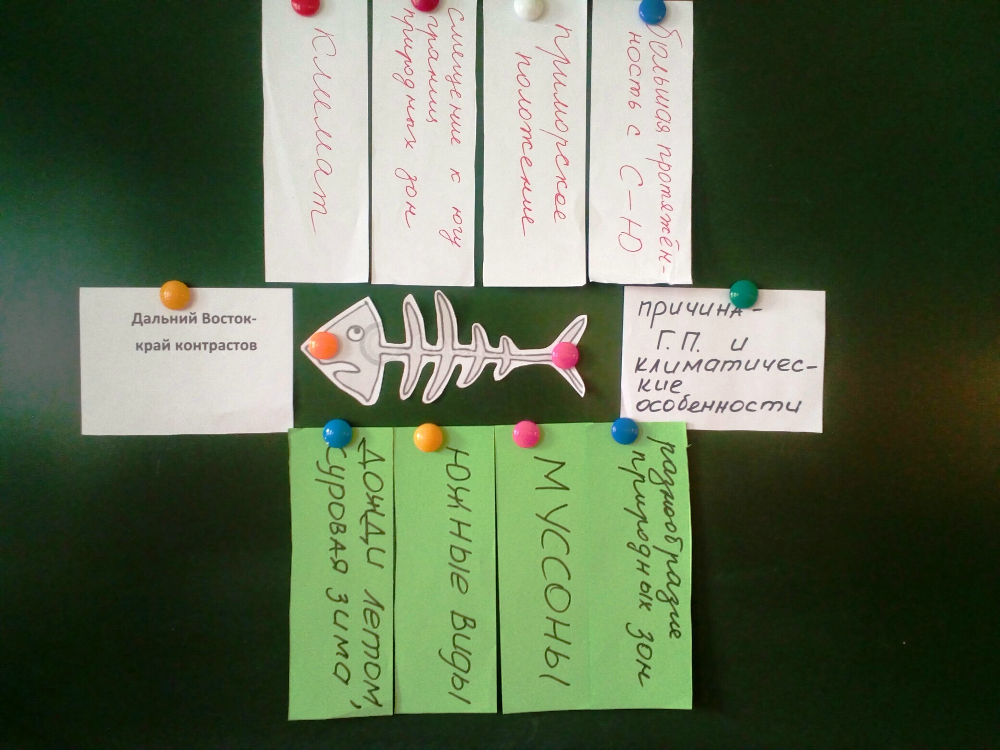 Климат
смещение к югу
границ
природных зон
приморское
положение
большая протяжён-
ность с С-Ю
Дальний Восток-
край контрастов
причина-
Г.П. и
климатичес-
кие
особенности
Дожди летом,
суровая зима
Южные виды
Муссоны
разнообразие
природных зон